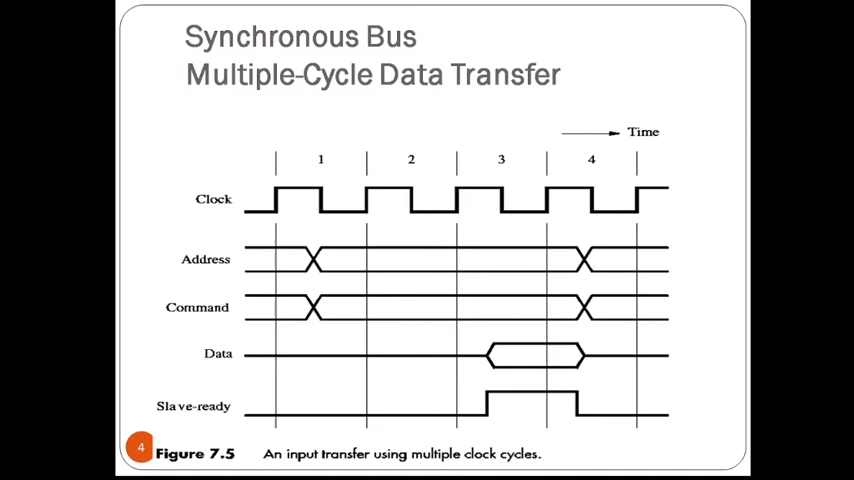 Synchronous Bus
Multiple-Cycle Data Transfer
Time
1 2 3 4
Clock
Address
Command
Data
Slave-ready
4
Figure 7.5 An input transfer using multiple clock cycles.